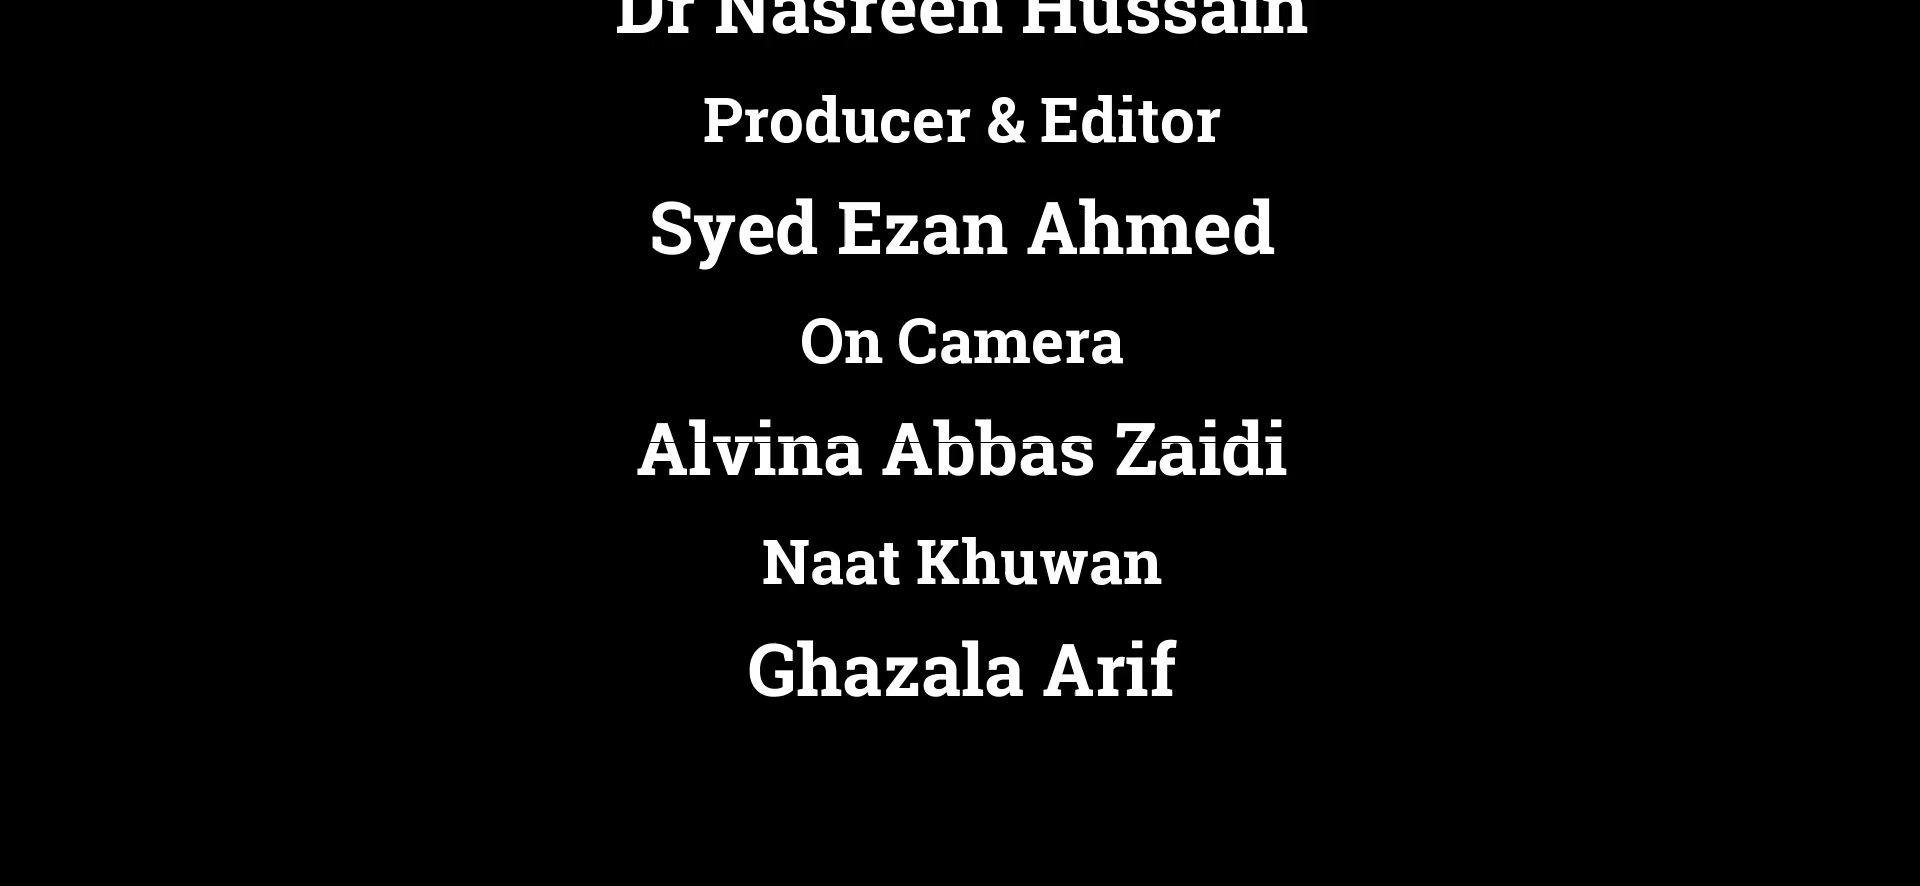 Dr Nasreen Hussain
Producer & Editor
Syed Ezan Ahmed
On Camera
Alvina Abbas Zaidi
Naat Khuwan
Ghazala Arif